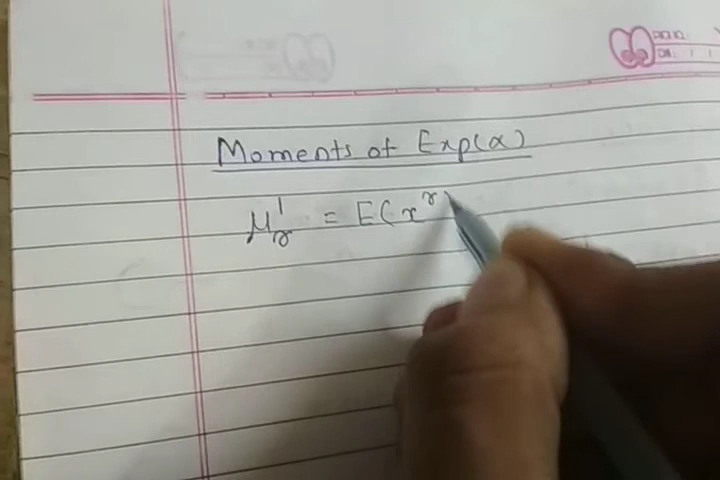 Moments of Exp(α)
μ'ᵣ = E(xʳ)